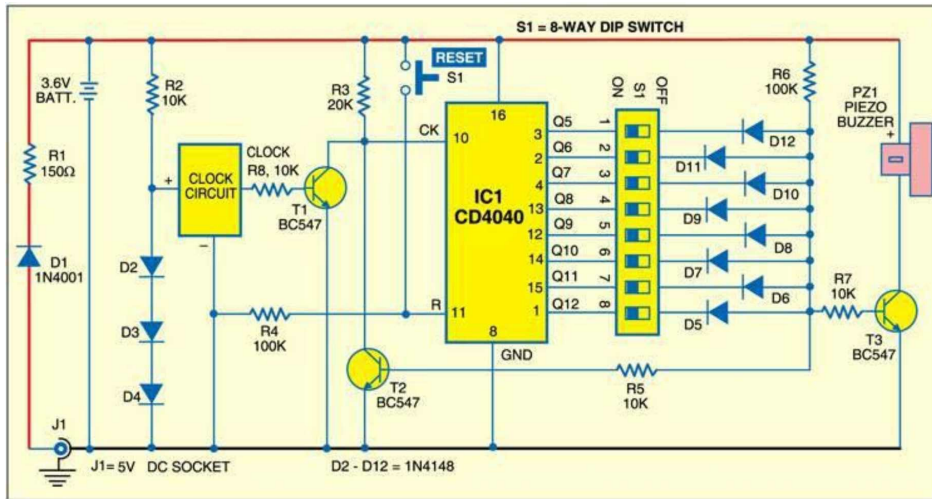 S1 = 8-WAY DIP SWITCH
3.6V
BATT.
R2
10K
R3
20K
RESET
S1
R6
100K
PZ1
PIEZO
BUZZER
+
R1
150Ω
CLOCK
CIRCUIT
+
−
CLOCK
R8, 10K
T1
BC547
CK
10
16
IC1
CD4040
3
2
4
13
12
14
15
1
11
R
8
GND
Q5
Q6
Q7
Q8
Q9
Q10
Q11
Q12
ON
S1
OFF
1
2
3
4
5
6
7
8
D12
D11
D10
D9
D8
D7
D6
D5
R7
10K
T3
BC547
D1
1N4001
D2
D3
D4
R4
100K
T2
BC547
R5
10K
J1
J1= 5V DC SOCKET
D2 - D12 = 1N4148